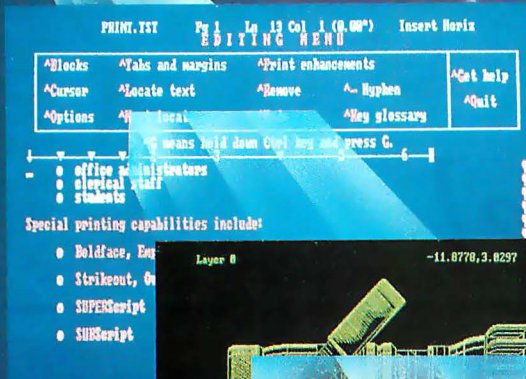 PRINT.TST Pg 1 Ln 13 Col 1 (0.00") Insert Horiz
EDITING MENU
^Blocks ^Tabs and margins ^Print enhancements ^Get help
^Cursor ^Locate text ^Remove ^- Hyphen ^Quit
^Options ^Key glossary
^G means hold down Ctrl key and press G.
office administrators
clerical staff
students
Special printing capabilities include:
Boldface,
Strikeout,
SUPERScript
SUBScript
Layer 0 -11.8778,3.0297